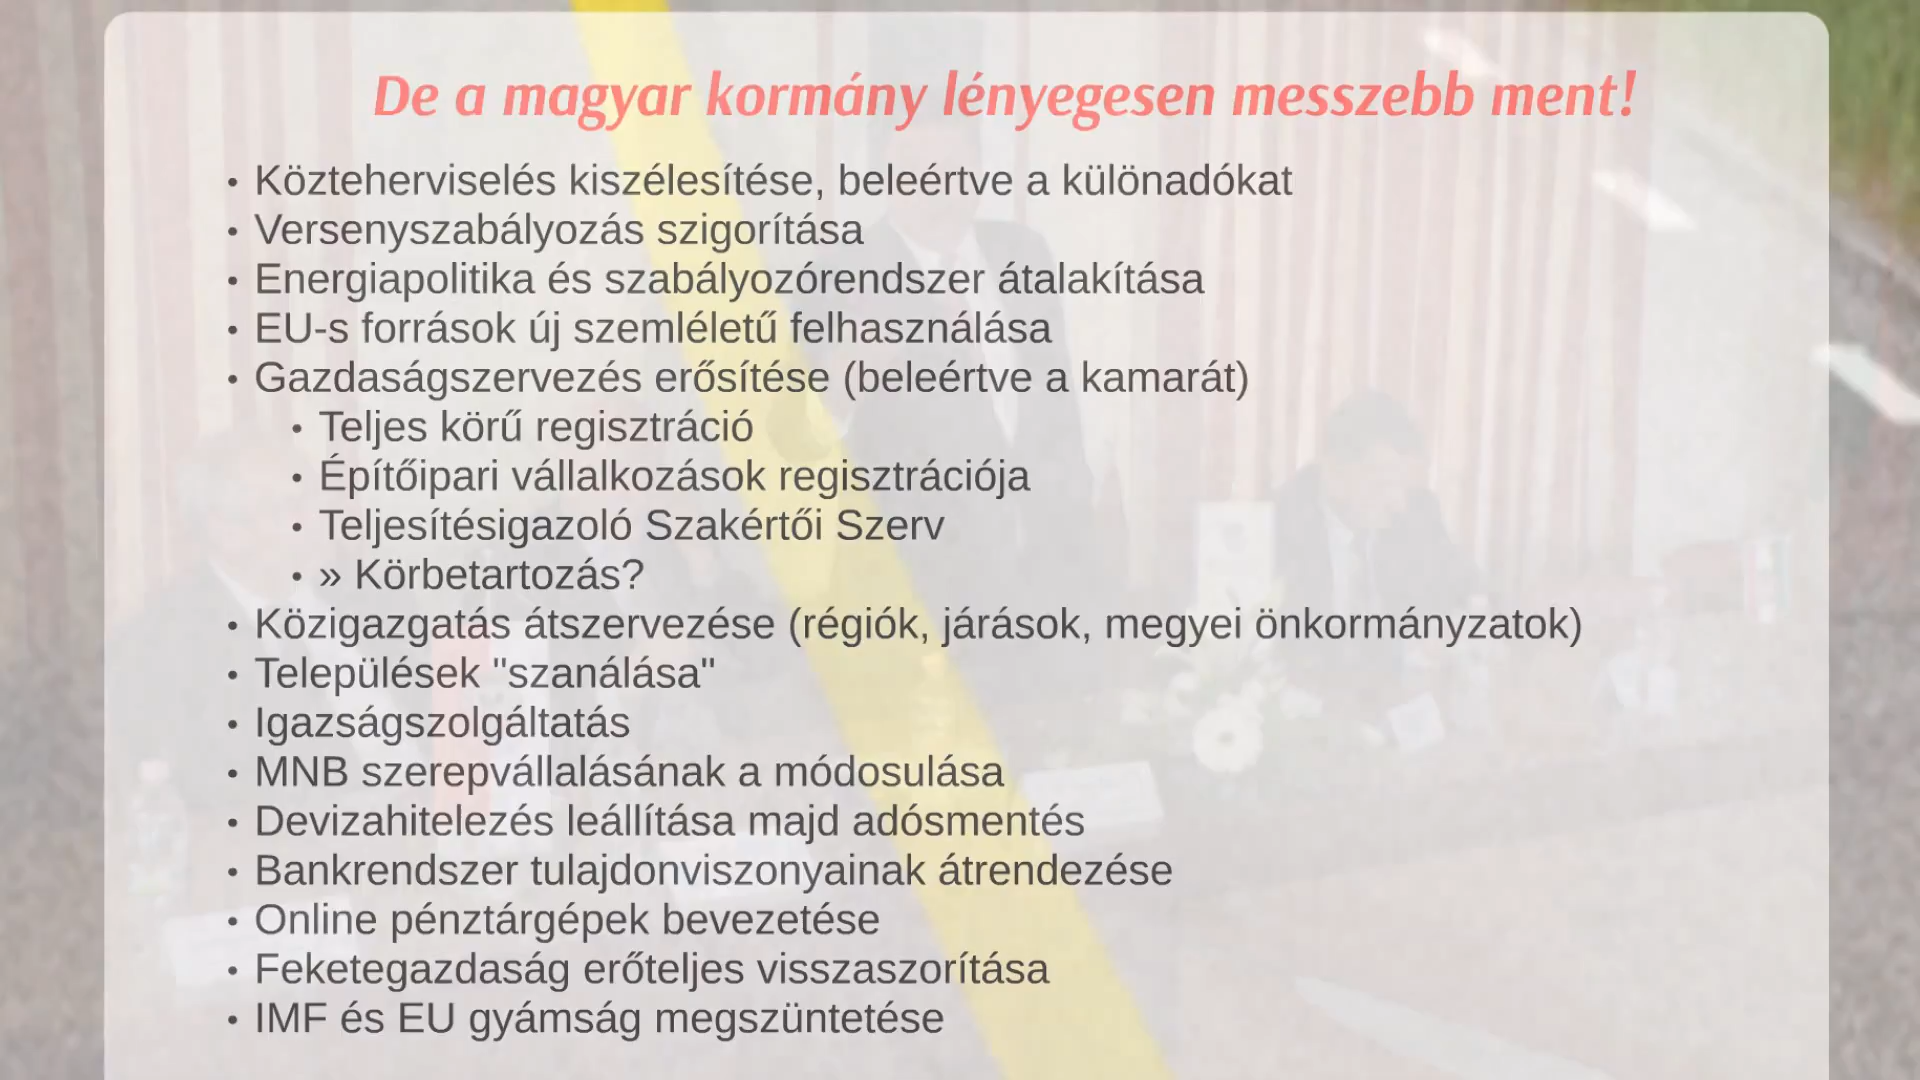 De a magyar kormány lényegesen messzebb ment!
• Közteherviselés kiszélesítése, beleértve a különadókat
• Versenyszabályozás szigorítása
• Energiapolitika és szabályozórendszer átalakítása
• EU-s források új szemléletű felhasználása
• Gazdaságszervezés erősítése (beleértve a kamarát)
• Teljes körű regisztráció
• Építőipari vállalkozások regisztrációja
• Teljesítésigazoló Szakértői Szerv
• » Körbetartozás?
• Közigazgatás átszervezése (régiók, járások, megyei önkormányzatok)
• Települések "szanálása"
• Igazságszolgáltatás
• MNB szerepvállalásának a módosulása
• Devizahitelezés leállítása majd adósmentés
• Bankrendszer tulajdonviszonyainak átrendezése
• Online pénztárgépek bevezetése
• Feketegazdaság erőteljes visszaszorítása
• IMF és EU gyámság megszüntetése